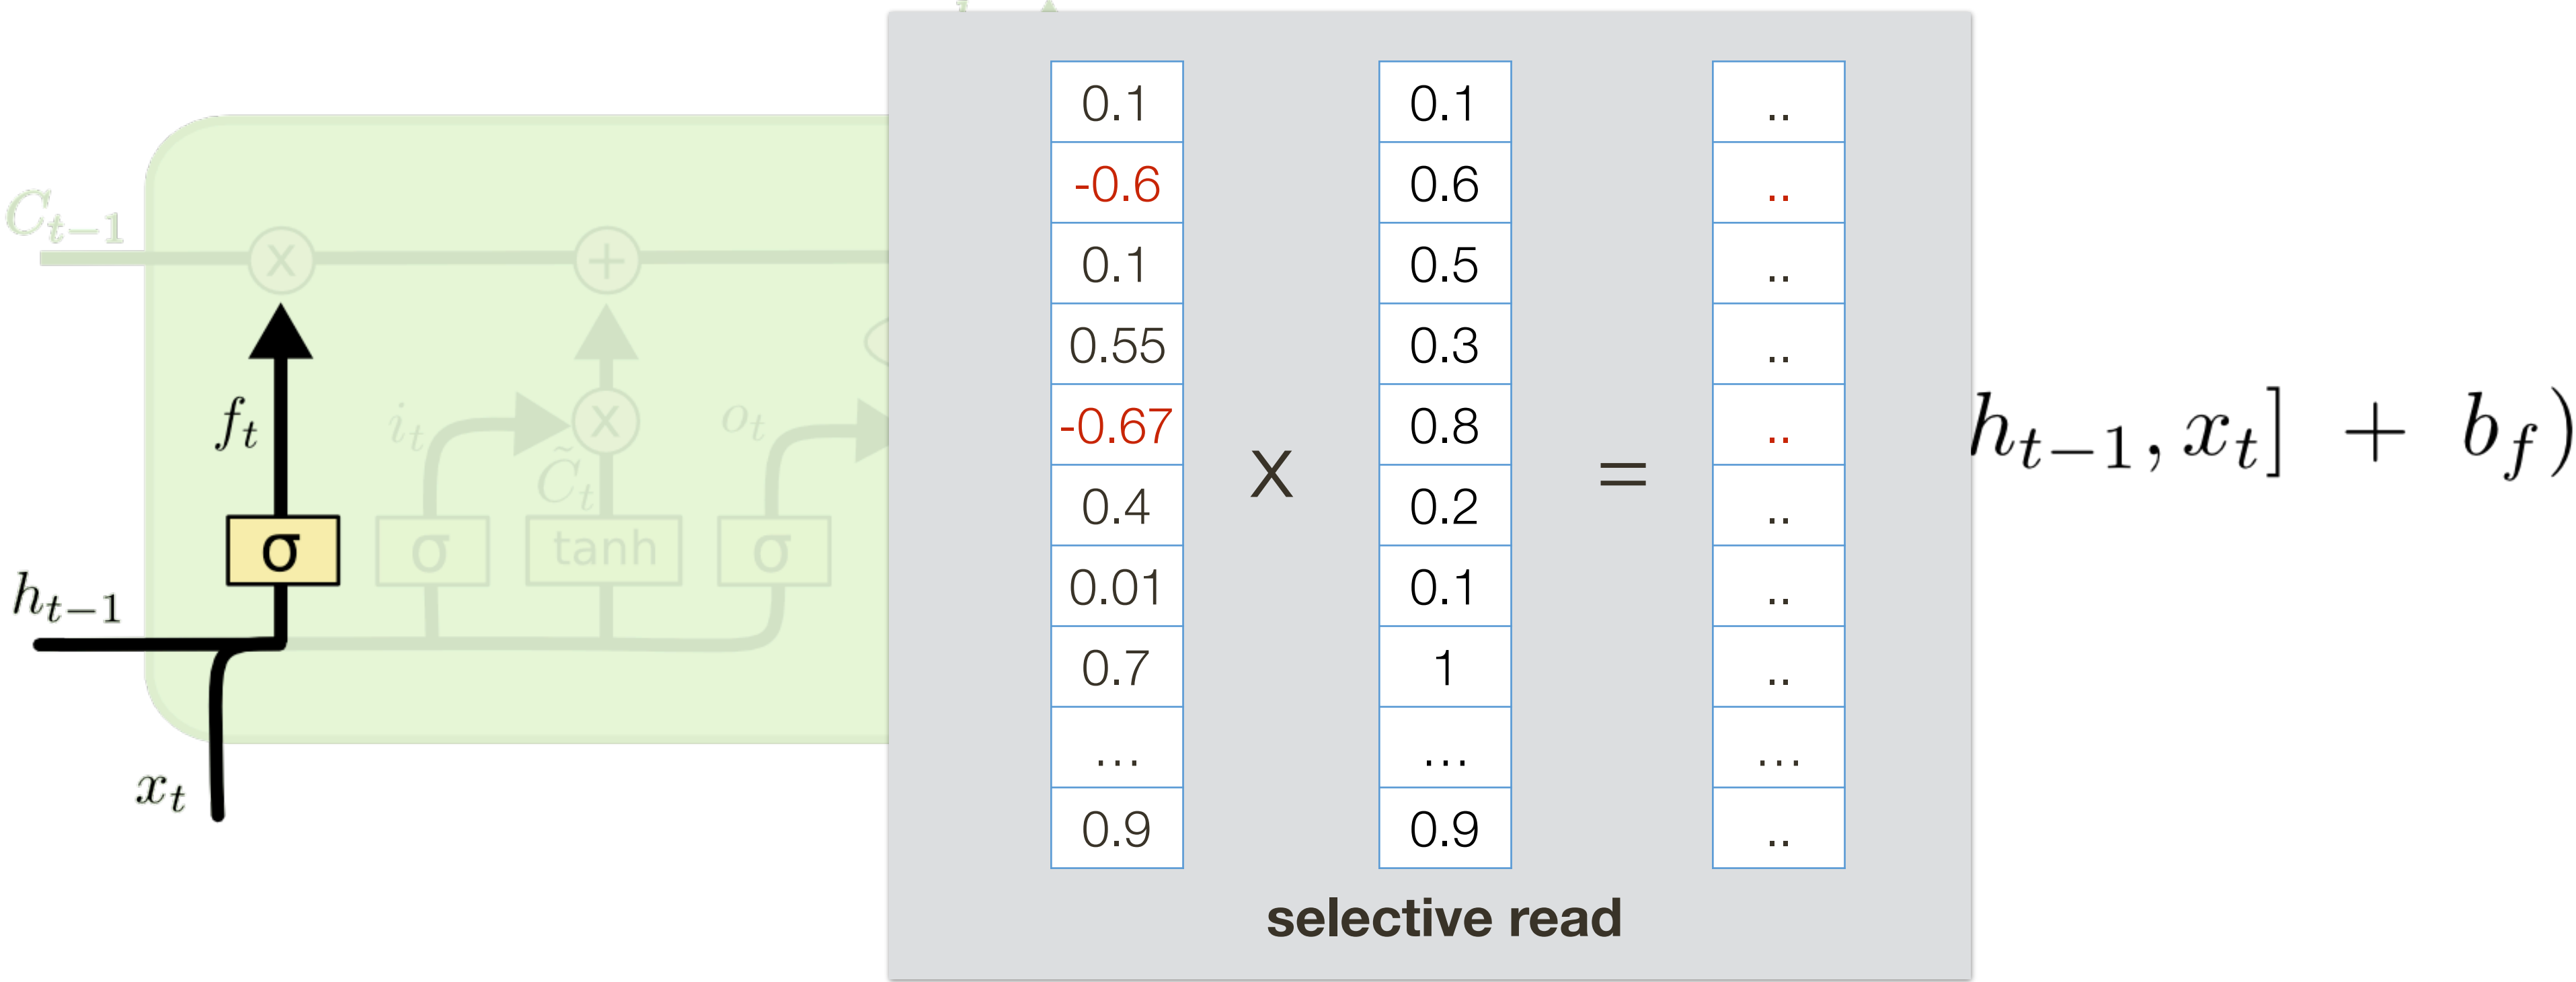 C_{t-1}
x
+
f_t
i_t
x
C̃_t
o_t
σ
σ
tanh
σ
h_{t-1}
x_t
0.1 0.1 ..
-0.6 0.6 ..
0.1 0.5 ..
0.55 0.3 ..
-0.67 0.8 ..
x =
0.4 0.2 ..
0.01 0.1 ..
0.7 1 ..
... ... ...
0.9 0.9 ..
selective read
h_{t-1}, x_t] + b_f)